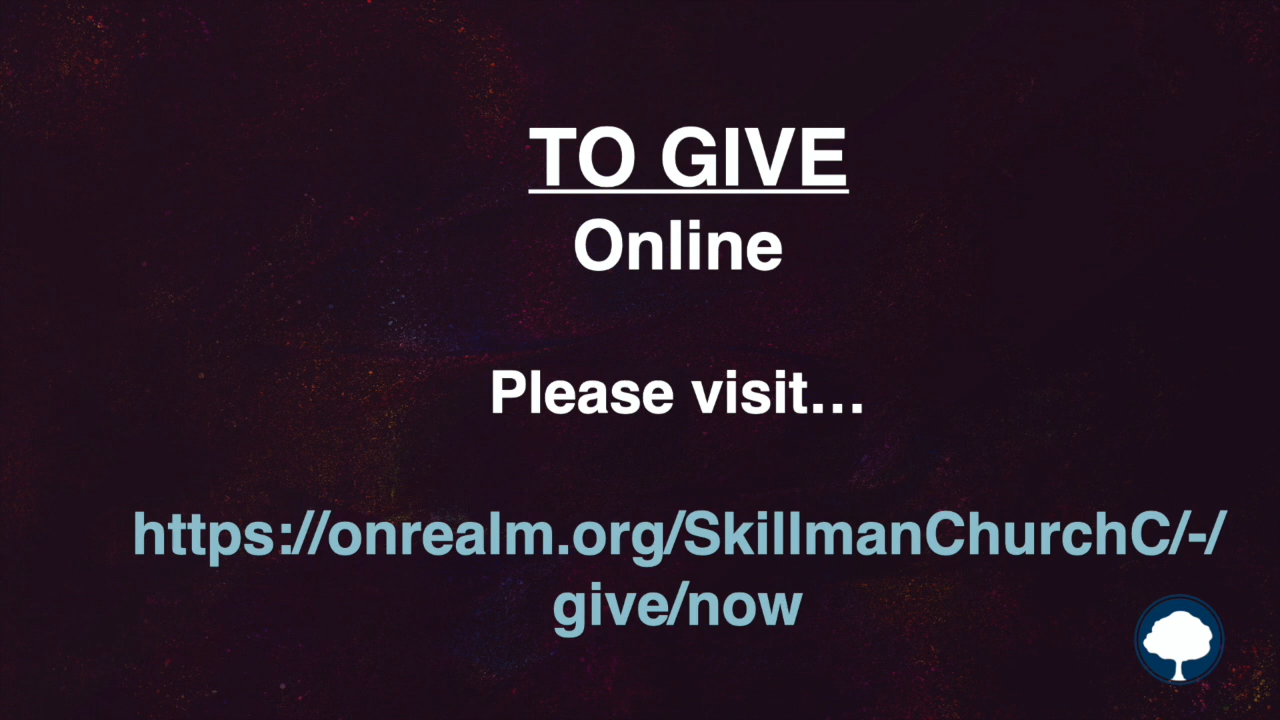 TO GIVE
Online
Please visit…
https://onrealm.org/SkillmanChurchC/-/
give/now